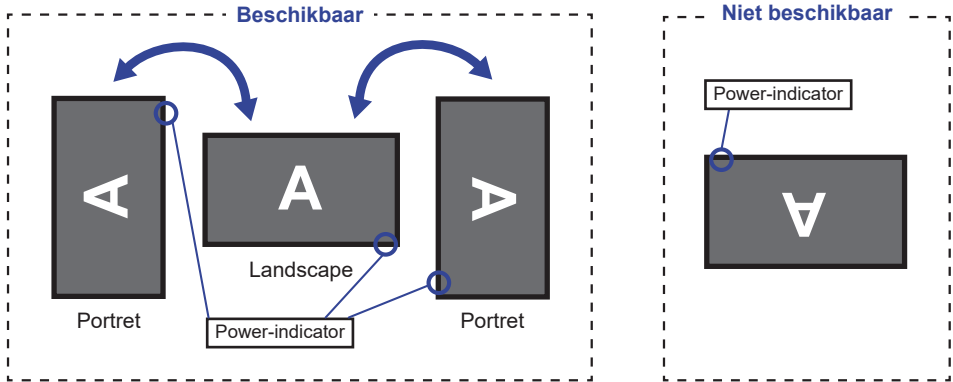 Beschikbaar
Niet beschikbaar
Power-indicator
A
A
A
A
Landscape
Portret
Power-indicator
Portret